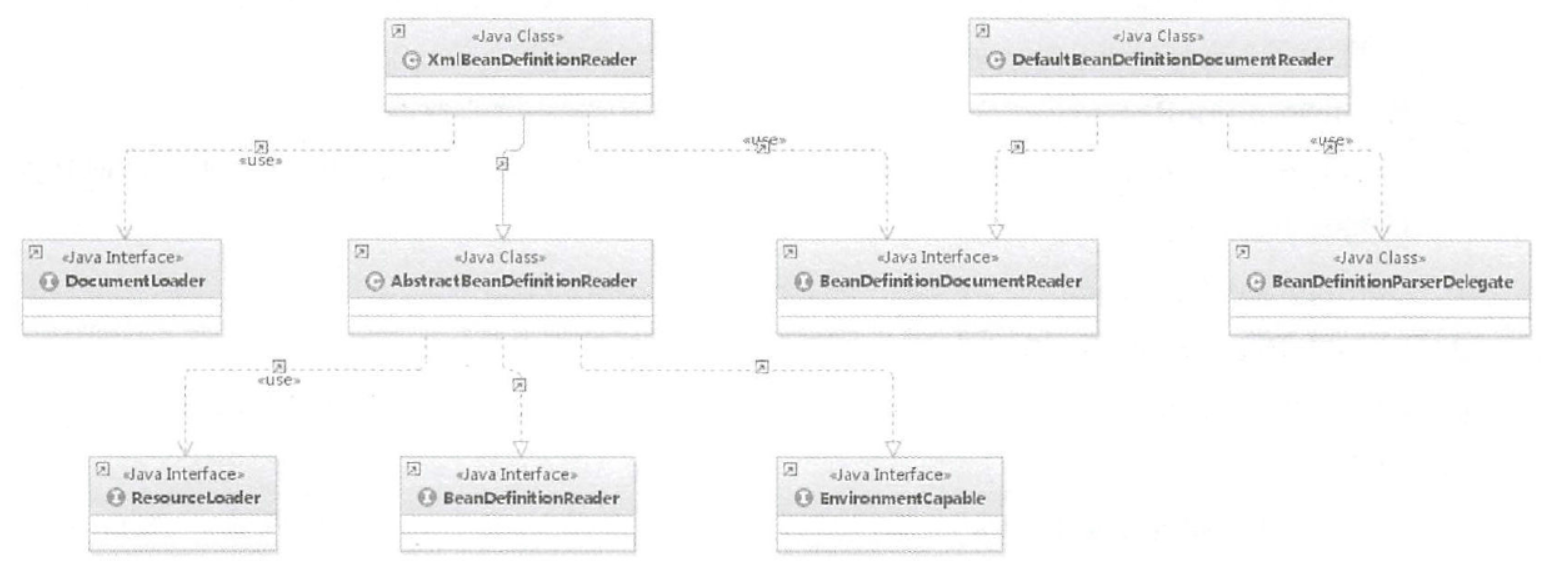 «Java Class»
XmlBeanDefinitionReader
«Java Class»
DefaultBeanDefinitionDocumentReader
«use»
«use»
«use»
«Java Interface»
DocumentLoader
«Java Class»
AbstractBeanDefinitionReader
«Java Interface»
BeanDefinitionDocumentReader
«Java Class»
BeanDefinitionParserDelegate
«use»
«Java Interface»
ResourceLoader
«Java Interface»
BeanDefinitionReader
«Java Interface»
EnvironmentCapable